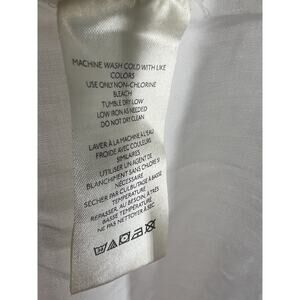 MACHINE WASH COLD WITH LIKE
COLORS
USE ONLY NON-CHLORINE
BLEACH
TUMBLE DRY LOW
LOW IRON AS NEEDED
DO NOT DRY CLEAN
LAVER À LA MACHINE À L'EAU
FROIDE AVEC COULEURS
SIMILAIRES
UTILISER UN AGENT DE
BLANCHIMENT SANS CHLORE SI
NÉCESSAIRE
SÉCHER PAR CULBUTAGE À BASSE
TEMPÉRATURE
REPASSER, AU BESOIN, À TRÈS
BASSE TEMPÉRATURE
NE PAS NETTOYER À SEC